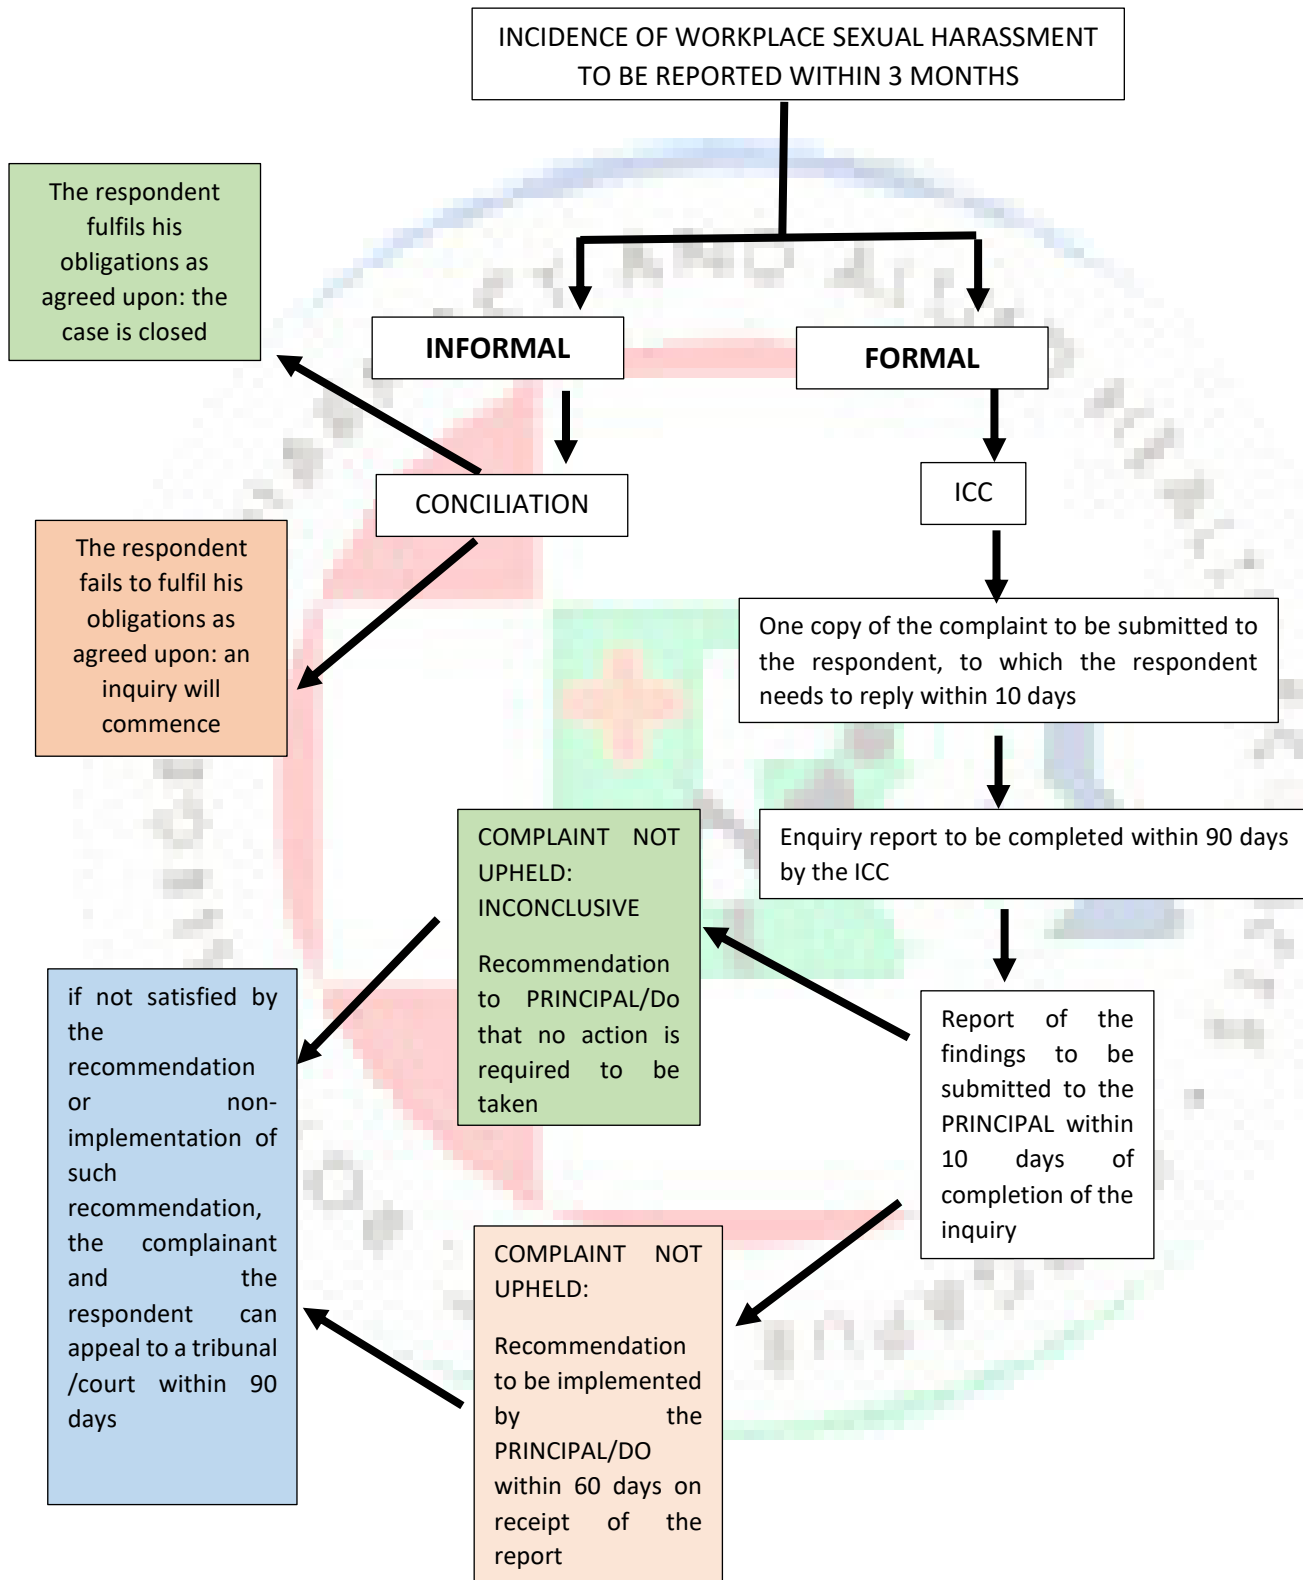 INCIDENCE OF WORKPLACE SEXUAL HARASSMENT
TO BE REPORTED WITHIN 3 MONTHS
The respondent
fulfils his
obligations as
agreed upon: the
case is closed
INFORMAL
FORMAL
CONCILIATION
ICC
The respondent
fails to fulfil his
obligations as
agreed upon: an
inquiry will
commence
One copy of the complaint to be submitted to
the respondent, to which the respondent
needs to reply within 10 days
Enquiry report to be completed within 90 days
by the ICC
COMPLAINT NOT
UPHELD:
INCONCLUSIVE
Recommendation
to PRINCIPAL/Do
that no action is
required to be
taken
Report of the
findings to be
submitted to the
PRINCIPAL within
10 days of
completion of the
inquiry
if not satisfied by
the
recommendation
or non-
implementation of
such
recommendation,
the complainant
and the
respondent can
appeal to a tribunal
/court within 90
days
COMPLAINT NOT
UPHELD:
Recommendation
to be implemented
by the
PRINCIPAL/DO
within 60 days on
receipt of the
report